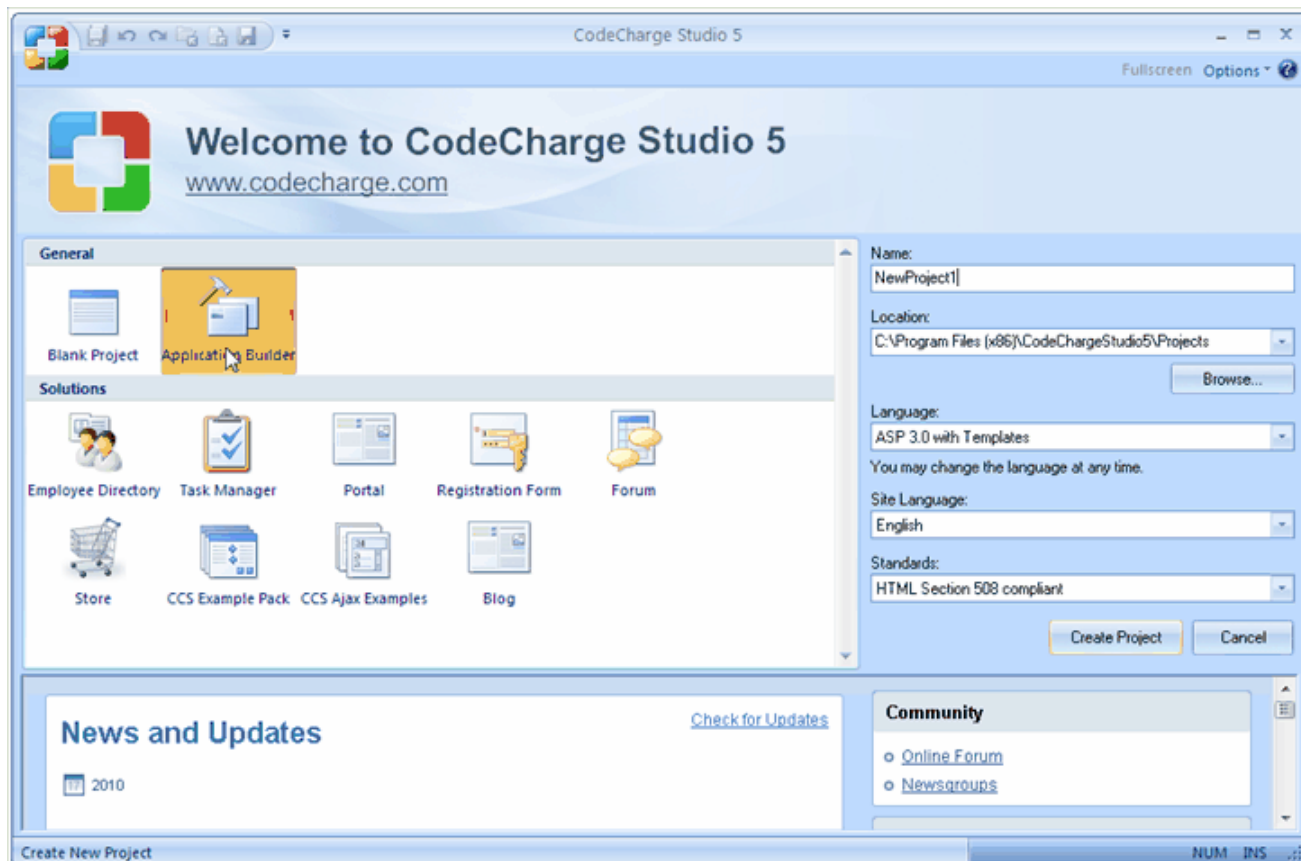 CodeCharge Studio 5
Fullscreen Options
Welcome to CodeCharge Studio 5
www.codecharge.com
General
Blank Project
Application Builder
Solutions
Employee Directory
Task Manager
Portal
Registration Form
Forum
Store
CCS Example Pack
CCS Ajax Examples
Blog
Name:
NewProject1
Location:
C:\Program Files (x86)\CodeChargeStudio5\Projects
Browse...
Language:
ASP 3.0 with Templates
You may change the language at any time.
Site Language:
English
Standards:
HTML Section 508 compliant
Create Project
Cancel
News and Updates
Check for Updates
17 2010
Community
Online Forum
Newsgroups
Create New Project
NUM INS